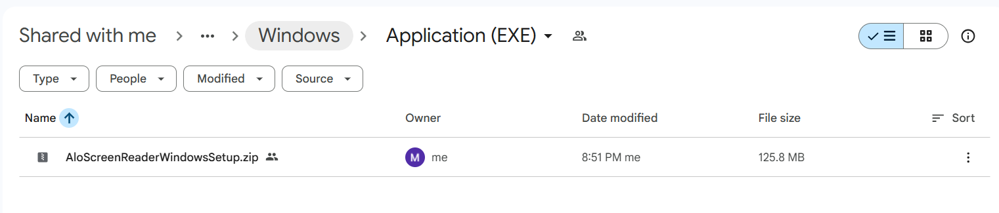 Shared with me > ... > Windows > Application (EXE)
Type People Modified Source
Name Owner Date modified File size Sort
AloScreenReaderWindowsSetup.zip M me 8:51 PM me 125.8 MB